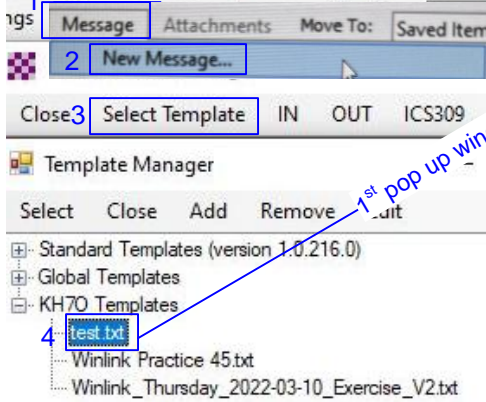 1
ngs Message Attachments Move To: Saved Item
2 New Message...
Close 3 Select Template IN OUT ICS309
Template Manager
1st pop up win
Select Close Add Remove
Standard Templates (version 1.0.216.0)
Global Templates
KH7O Templates
4 test.txt
Winlink Practice 45.txt
Winlink_Thursday_2022-03-10_Exercise_V2.txt